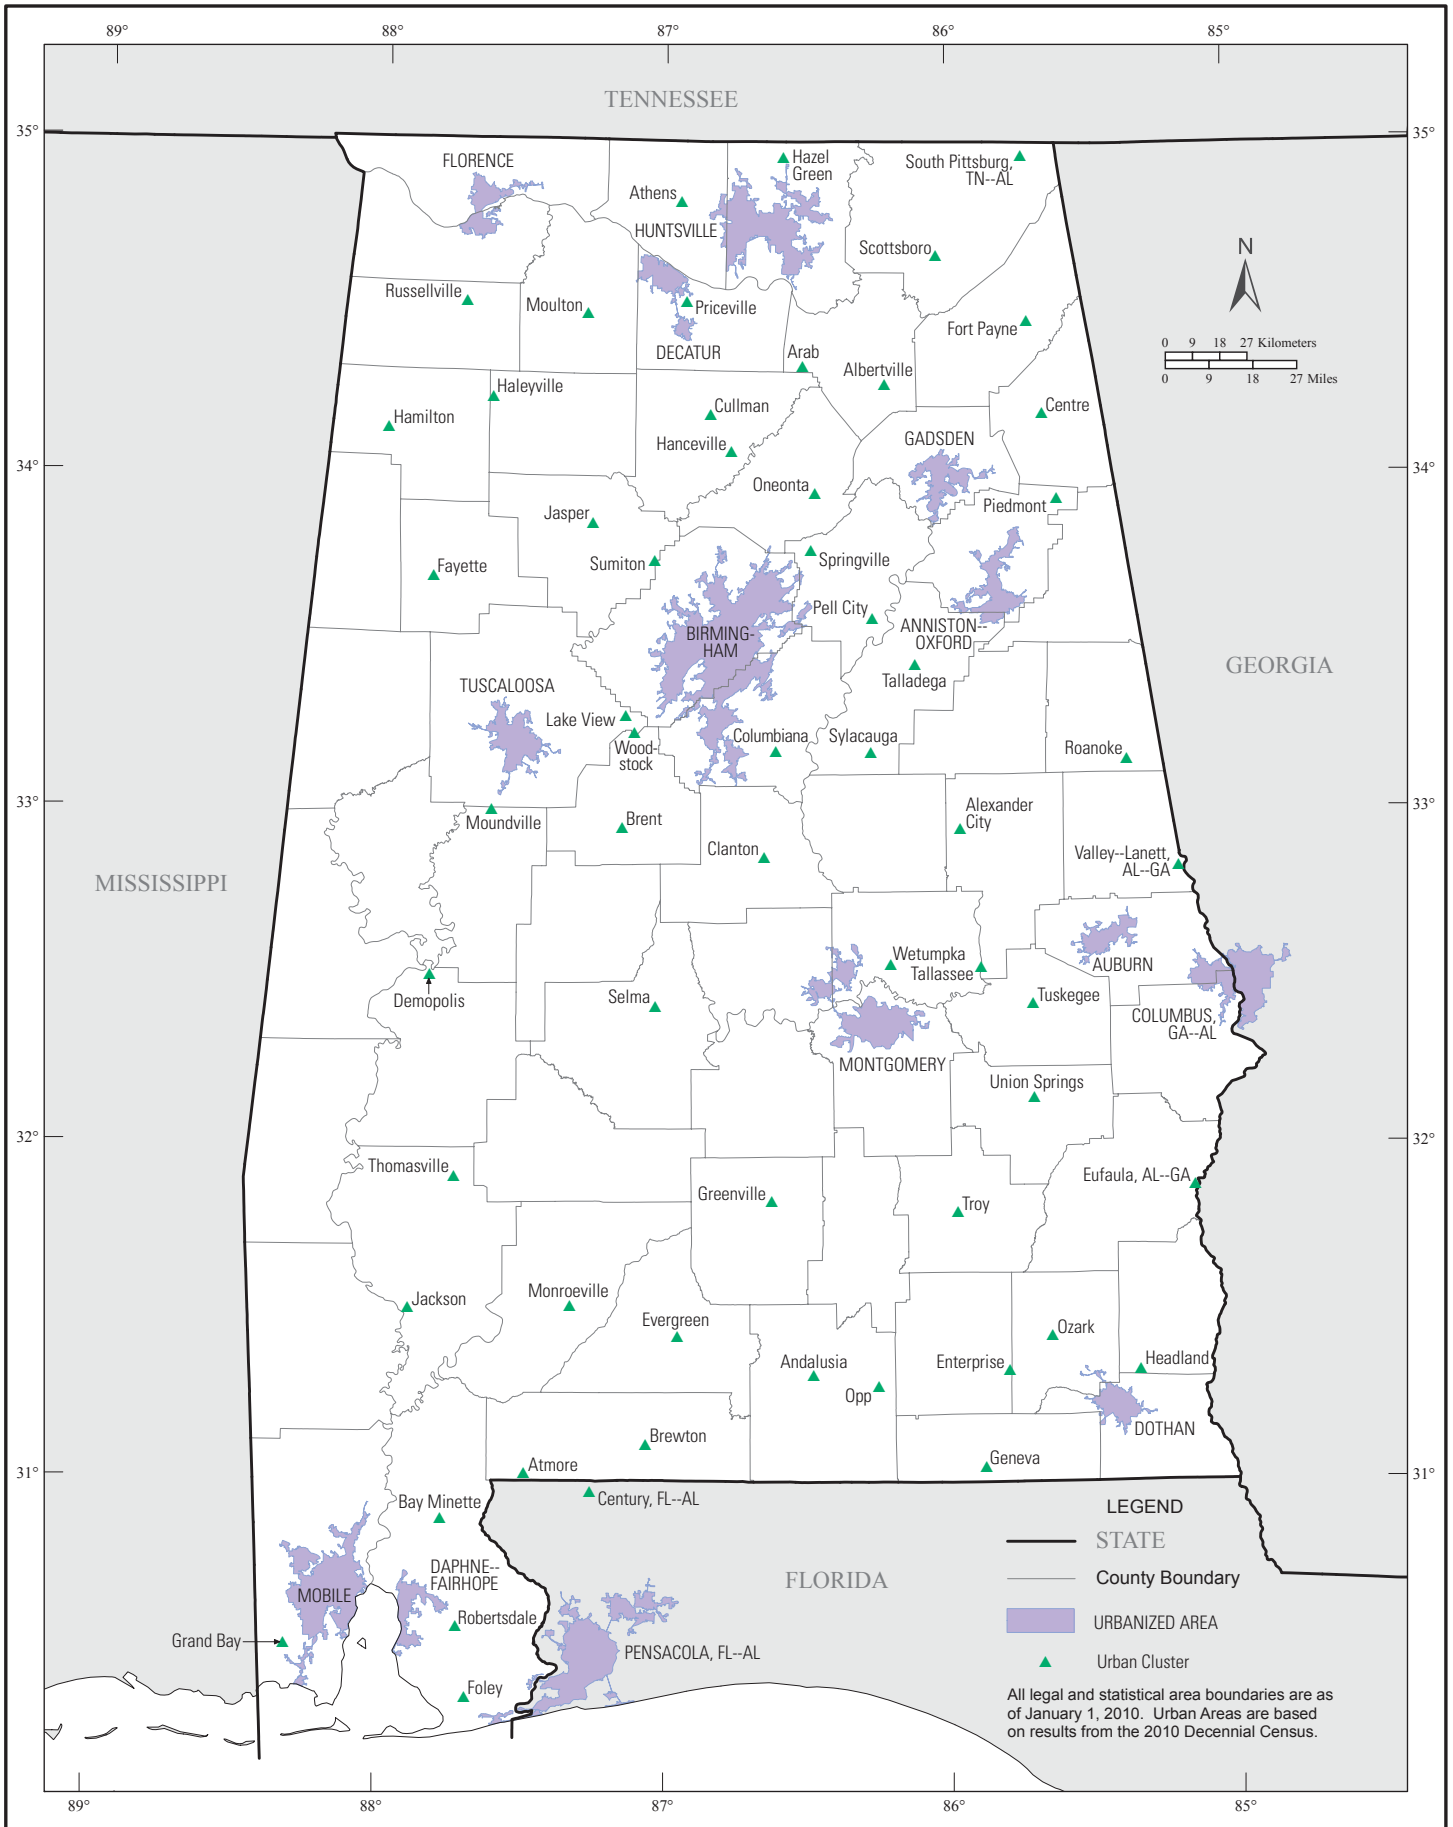 89°
88°
87°
86°
85°
TENNESSEE
35°
35°
FLORENCE
Hazel
Green
South Pittsburg,
TN--AL
Athens
HUNTSVILLE
Scottsboro
N
Russellville
Moulton
Priceville
Fort Payne
DECATUR
0 9 18 27 Kilometers
0 9 18 27 Miles
Arab
Albertville
Haleyville
Hamilton
Cullman
Centre
Hanceville
GADSDEN
34°
34°
Oneonta
Piedmont
Jasper
Sumiton
Springville
Fayette
Pell City
ANNISTON--
OXFORD
BIRMING-
HAM
GEORGIA
Talladega
TUSCALOOSA
Lake View
Wood-
stock
Columbiana
Sylacauga
Roanoke
33°
33°
Moundville
Brent
Alexander
City
Clanton
Valley--Lanett,
AL--GA
MISSISSIPPI
Wetumpka
Tallassee
AUBURN
Demopolis
Selma
Tuskegee
COLUMBUS,
GA--AL
MONTGOMERY
Union Springs
32°
32°
Thomasville
Eufaula, AL--GA
Greenville
Troy
Monroeville
Jackson
Evergreen
Ozark
Andalusia
Enterprise
Headland
Opp
DOTHAN
Brewton
Atmore
Geneva
31°
31°
Century, FL--AL
Bay Minette
LEGEND
STATE
County Boundary
URBANIZED AREA
Urban Cluster
DAPHNE--
FAIRHOPE
FLORIDA
MOBILE
Robertsdale
Grand Bay
PENSACOLA, FL--AL
Foley
All legal and statistical area boundaries are as
of January 1, 2010. Urban Areas are based
on results from the 2010 Decennial Census.
89°
88°
87°
86°
85°